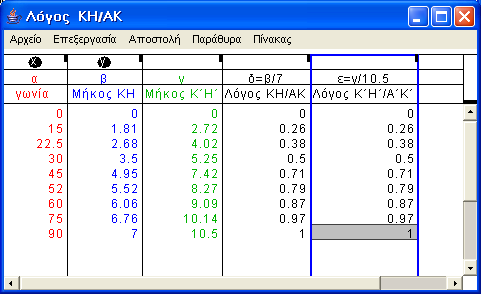 Λόγος ΚΗ/ΑΚ
Αρχείο Επεξεργασία Αποστολή Παράθυρα Πίνακας
x y
α β γ δ=β/7 ε=γ/10.5
γωνία Μήκος ΚΗ Μήκος Κ΄Η΄ Λόγος ΚΗ/ΑΚ Λόγος Κ΄Η΄/Α΄Κ΄
0 0 0 0 0
15 1.81 2.72 0.26 0.26
22.5 2.68 4.02 0.38 0.38
30 3.5 5.25 0.5 0.5
45 4.95 7.42 0.71 0.71
52 5.52 8.27 0.79 0.79
60 6.06 9.09 0.87 0.87
75 6.76 10.14 0.97 0.97
90 7 10.5 1 1